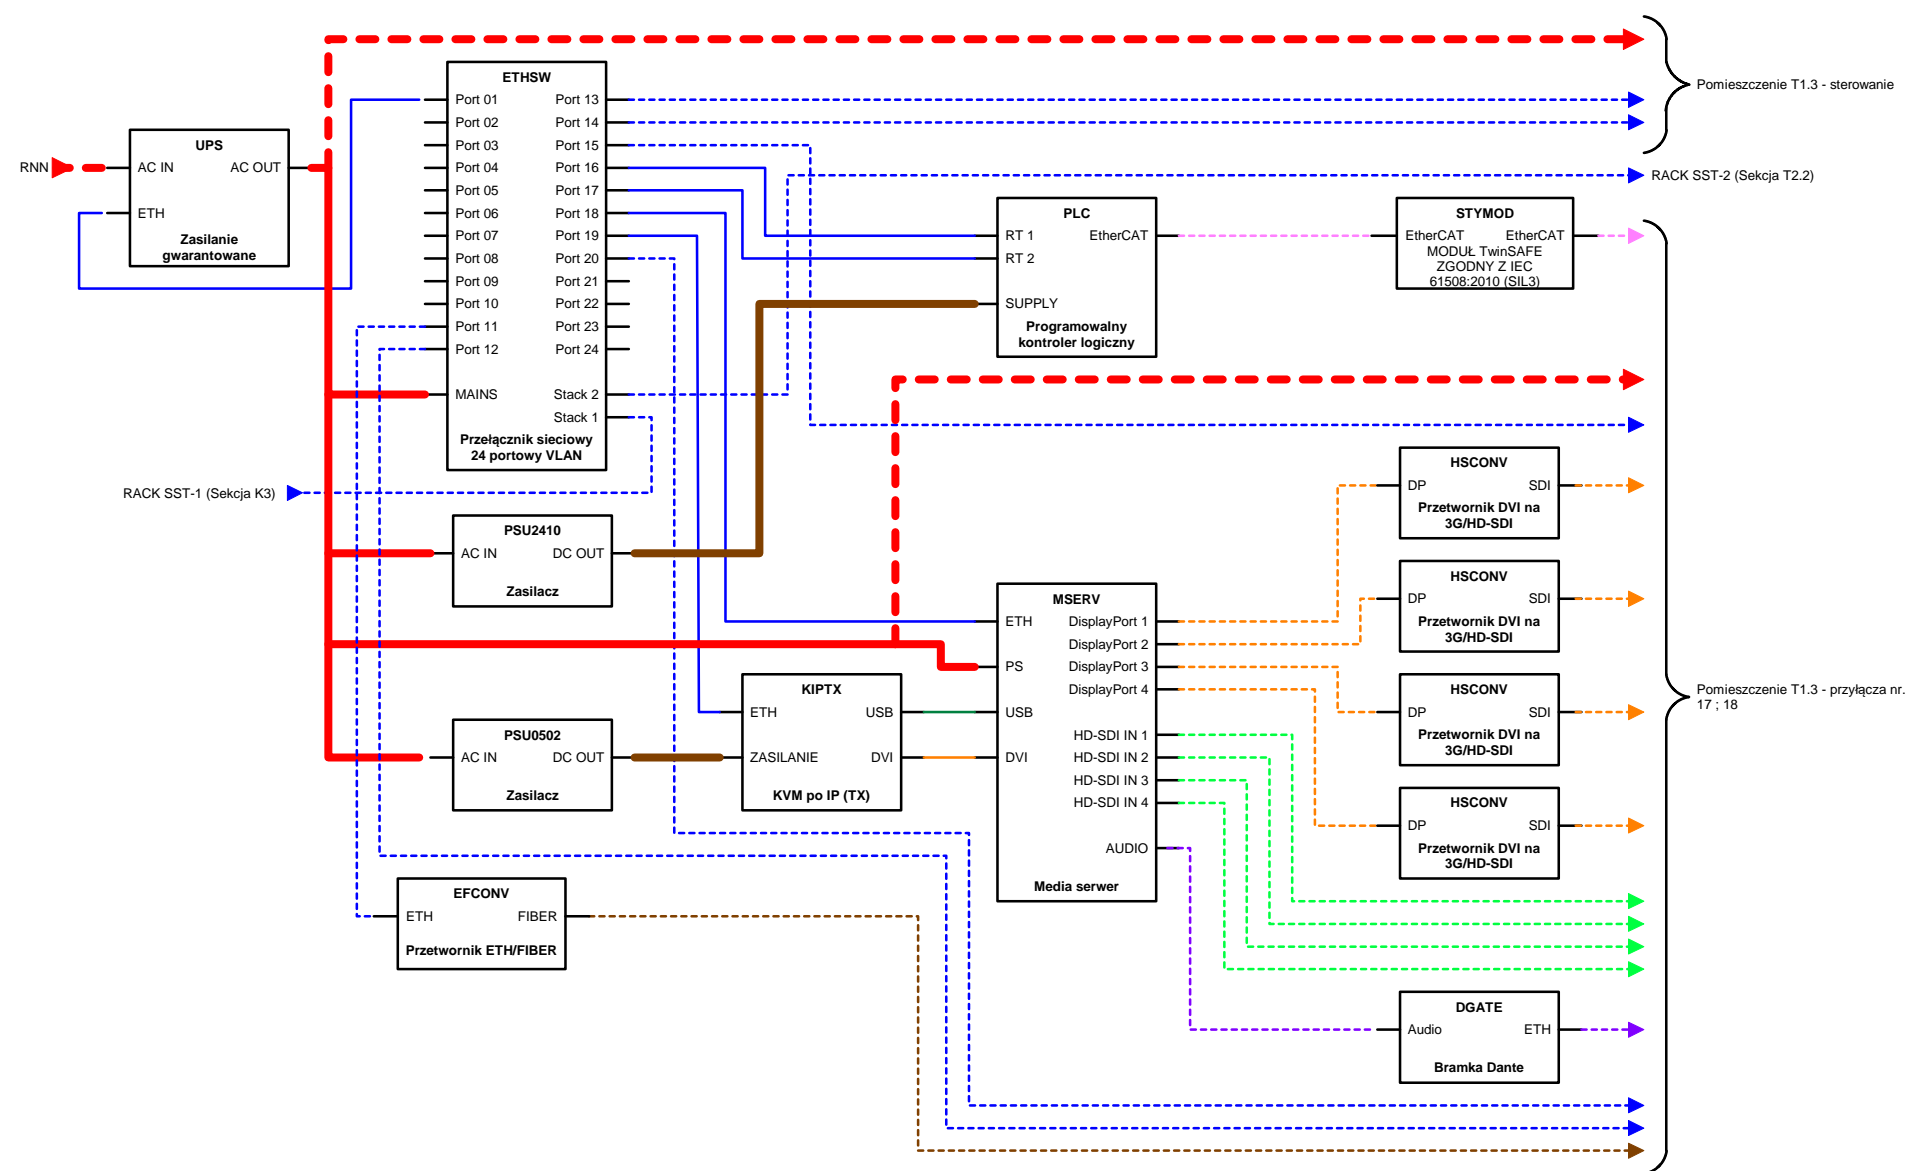 RNN
UPS
AC IN
AC OUT
ETH
Zasilanie
gwarantowane
ETHSW
Port 01
Port 13
Port 02
Port 14
Port 03
Port 15
Port 04
Port 16
Port 05
Port 17
Port 06
Port 18
Port 07
Port 19
Port 08
Port 20
Port 09
Port 21
Port 10
Port 22
Port 11
Port 23
Port 12
Port 24
MAINS
Stack 2
Stack 1
Przełącznik sieciowy
24 portowy VLAN
Pomieszczenie T1.3 - sterowanie
RACK SST-2 (Sekcja T2.2)
PLC
RT 1
EtherCAT
RT 2
SUPPLY
Programowalny
kontroler logiczny
STYMOD
EtherCAT
EtherCAT
MODUŁ TwinSAFE
ZGODNY Z IEC
61508:2010 (SIL3)
RACK SST-1 (Sekcja K3)
PSU2410
AC IN
DC OUT
Zasilacz
PSU0502
AC IN
DC OUT
Zasilacz
KIPTX
ETH
USB
ZASILANIE
DVI
KVM po IP (TX)
MSERV
ETH
DisplayPort 1
DisplayPort 2
PS
DisplayPort 3
DisplayPort 4
USB
HD-SDI IN 1
DVI
HD-SDI IN 2
HD-SDI IN 3
HD-SDI IN 4
AUDIO
Media serwer
HSCONV
DP
SDI
Przetwornik DVI na
3G/HD-SDI
HSCONV
DP
SDI
Przetwornik DVI na
3G/HD-SDI
HSCONV
DP
SDI
Przetwornik DVI na
3G/HD-SDI
HSCONV
DP
SDI
Przetwornik DVI na
3G/HD-SDI
Pomieszczenie T1.3 - przyłącza nr.
17 ; 18
EFCONV
ETH
FIBER
Przetwornik ETH/FIBER
DGATE
Audio
ETH
Bramka Dante